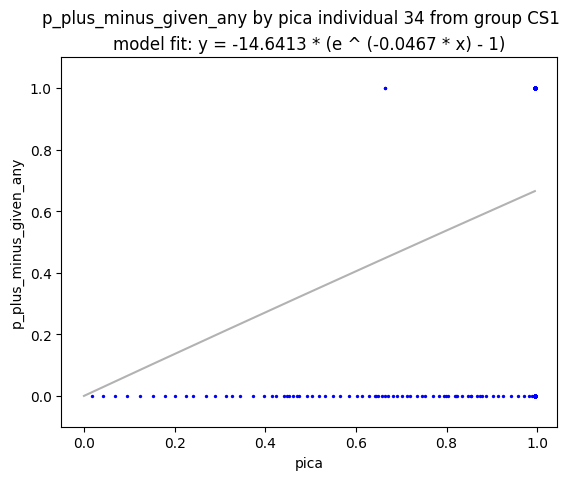 p_plus_minus_given_any by pica individual 34 from group CS1
model fit: y = -14.6413 * (e ^ (-0.0467 * x) - 1)
1.0
0.8
0.6
0.4
0.2
0.0
p_plus_minus_given_any
0.0 0.2 0.4 0.6 0.8 1.0
pica